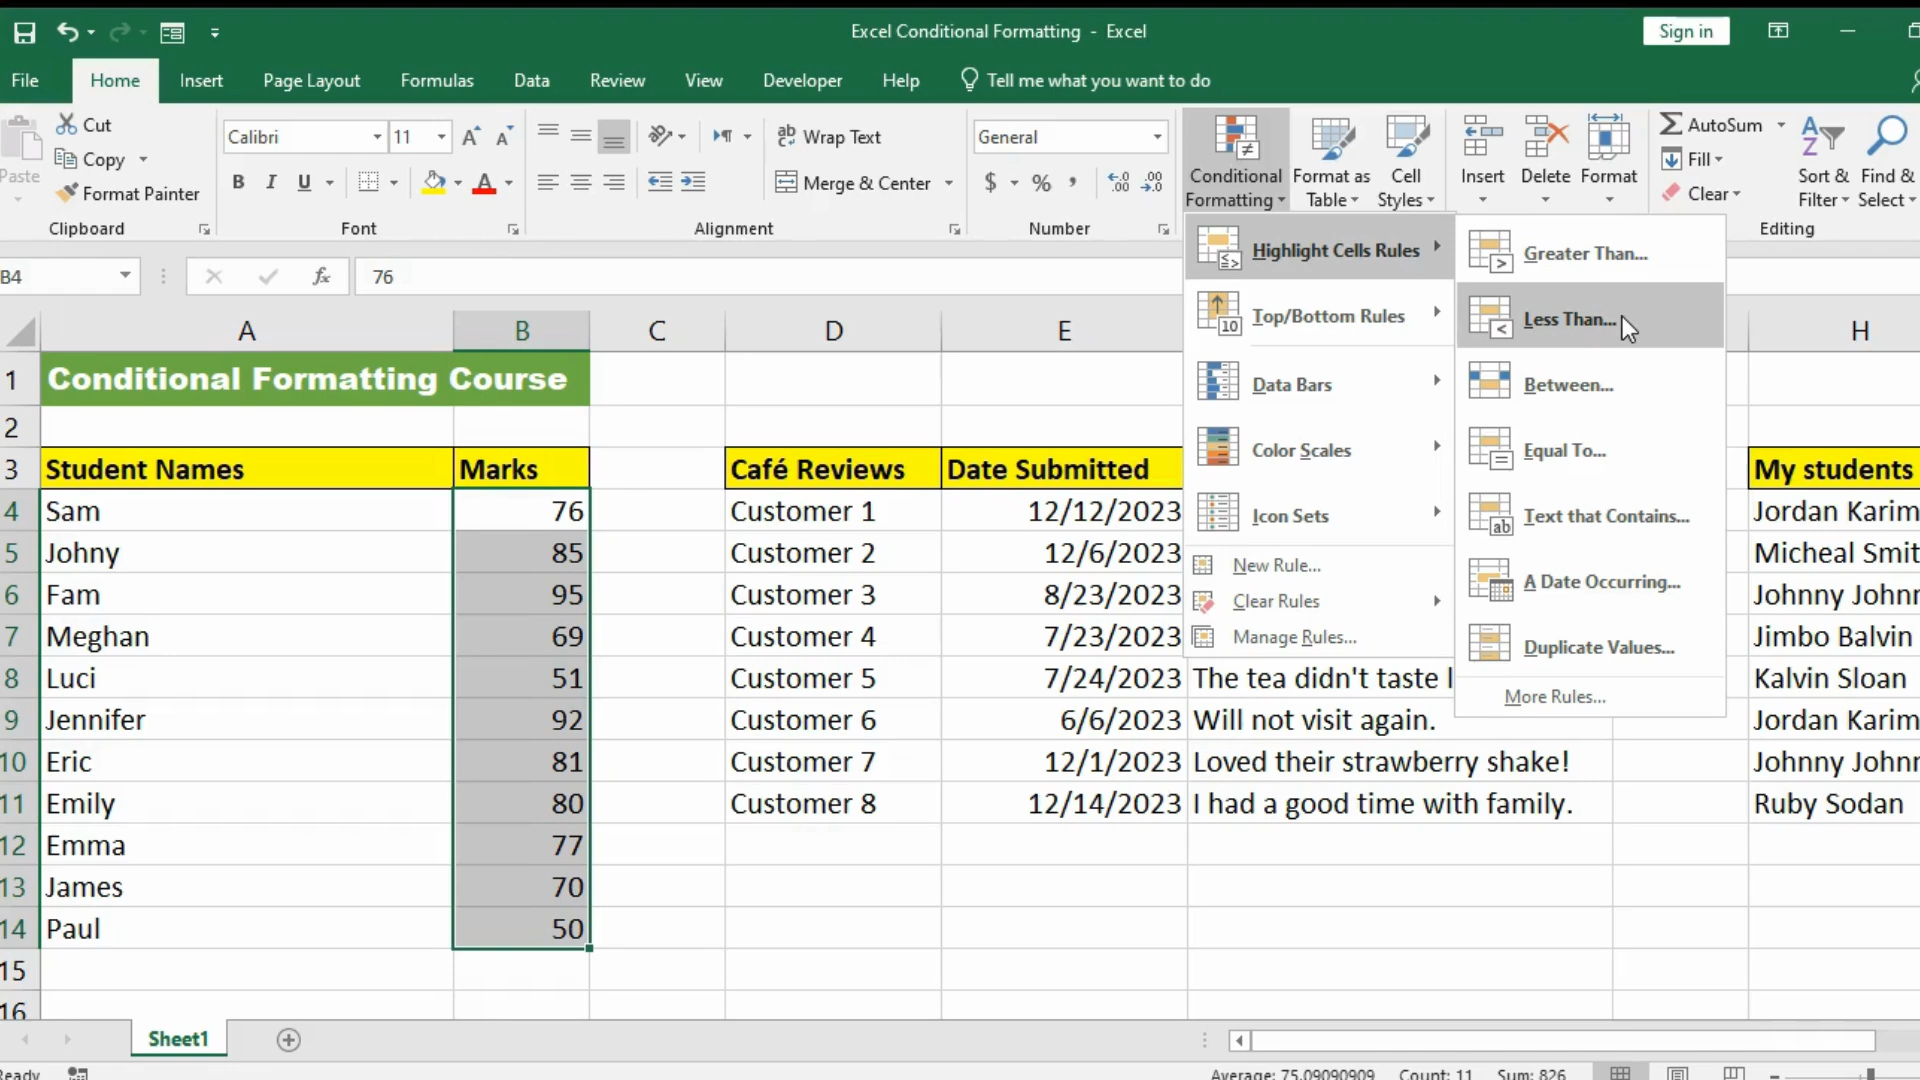 Excel Conditional Formatting - Excel
Sign in
File Home Insert Page Layout Formulas Data Review View Developer Help Tell me what you want to do
Paste
Cut
Copy
Format Painter
Clipboard
Calibri 11
B I U A
Font
ab Wrap Text
Merge & Center
Alignment
General
$ % , .00
Number
Conditional Formatting
Format as Table
Cell Styles
Insert Delete Format
AutoSum
Fill
Clear
Sort & Filter
Find & Select
Editing
B4 fx 76
Highlight Cells Rules
Top/Bottom Rules
Data Bars
Color Scales
Icon Sets
New Rule...
Clear Rules
Manage Rules...
Greater Than...
Less Than...
Between...
Equal To...
Text that Contains...
A Date Occurring...
Duplicate Values...
More Rules...
A B C D E H
1 Conditional Formatting Course
2
3 Student Names Marks Café Reviews Date Submitted My students
4 Sam 76 Customer 1 12/12/2023 Jordan Karim
5 Johny 85 Customer 2 12/6/2023 Micheal Smit
6 Fam 95 Customer 3 8/23/2023 Johnny Johnr
7 Meghan 69 Customer 4 7/23/2023 Jimbo Balvin
8 Luci 51 Customer 5 7/24/2023 The tea didn't taste Kalvin Sloan
9 Jennifer 92 Customer 6 6/6/2023 Will not visit again. Jordan Karim
10 Eric 81 Customer 7 12/1/2023 Loved their strawberry shake! Johnny Johnr
11 Emily 80 Customer 8 12/14/2023 I had a good time with family. Ruby Sodan
12 Emma 77
13 James 70
14 Paul 50
15
16
Sheet1
Ready Average: 75.09090909 Count: 11 Sum: 826